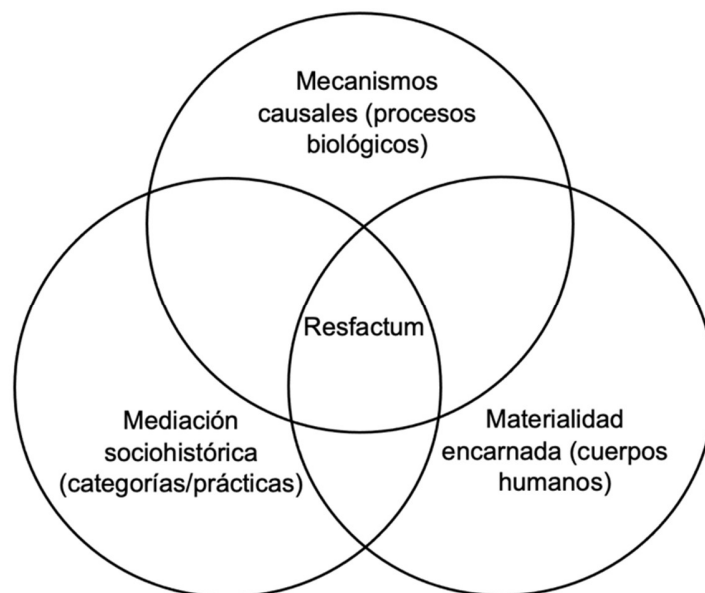 Mecanismos
causales (procesos
biológicos)
Resfactum
Mediación
sociohistórica
(categorías/prácticas)
Materialidad
encarnada (cuerpos
humanos)